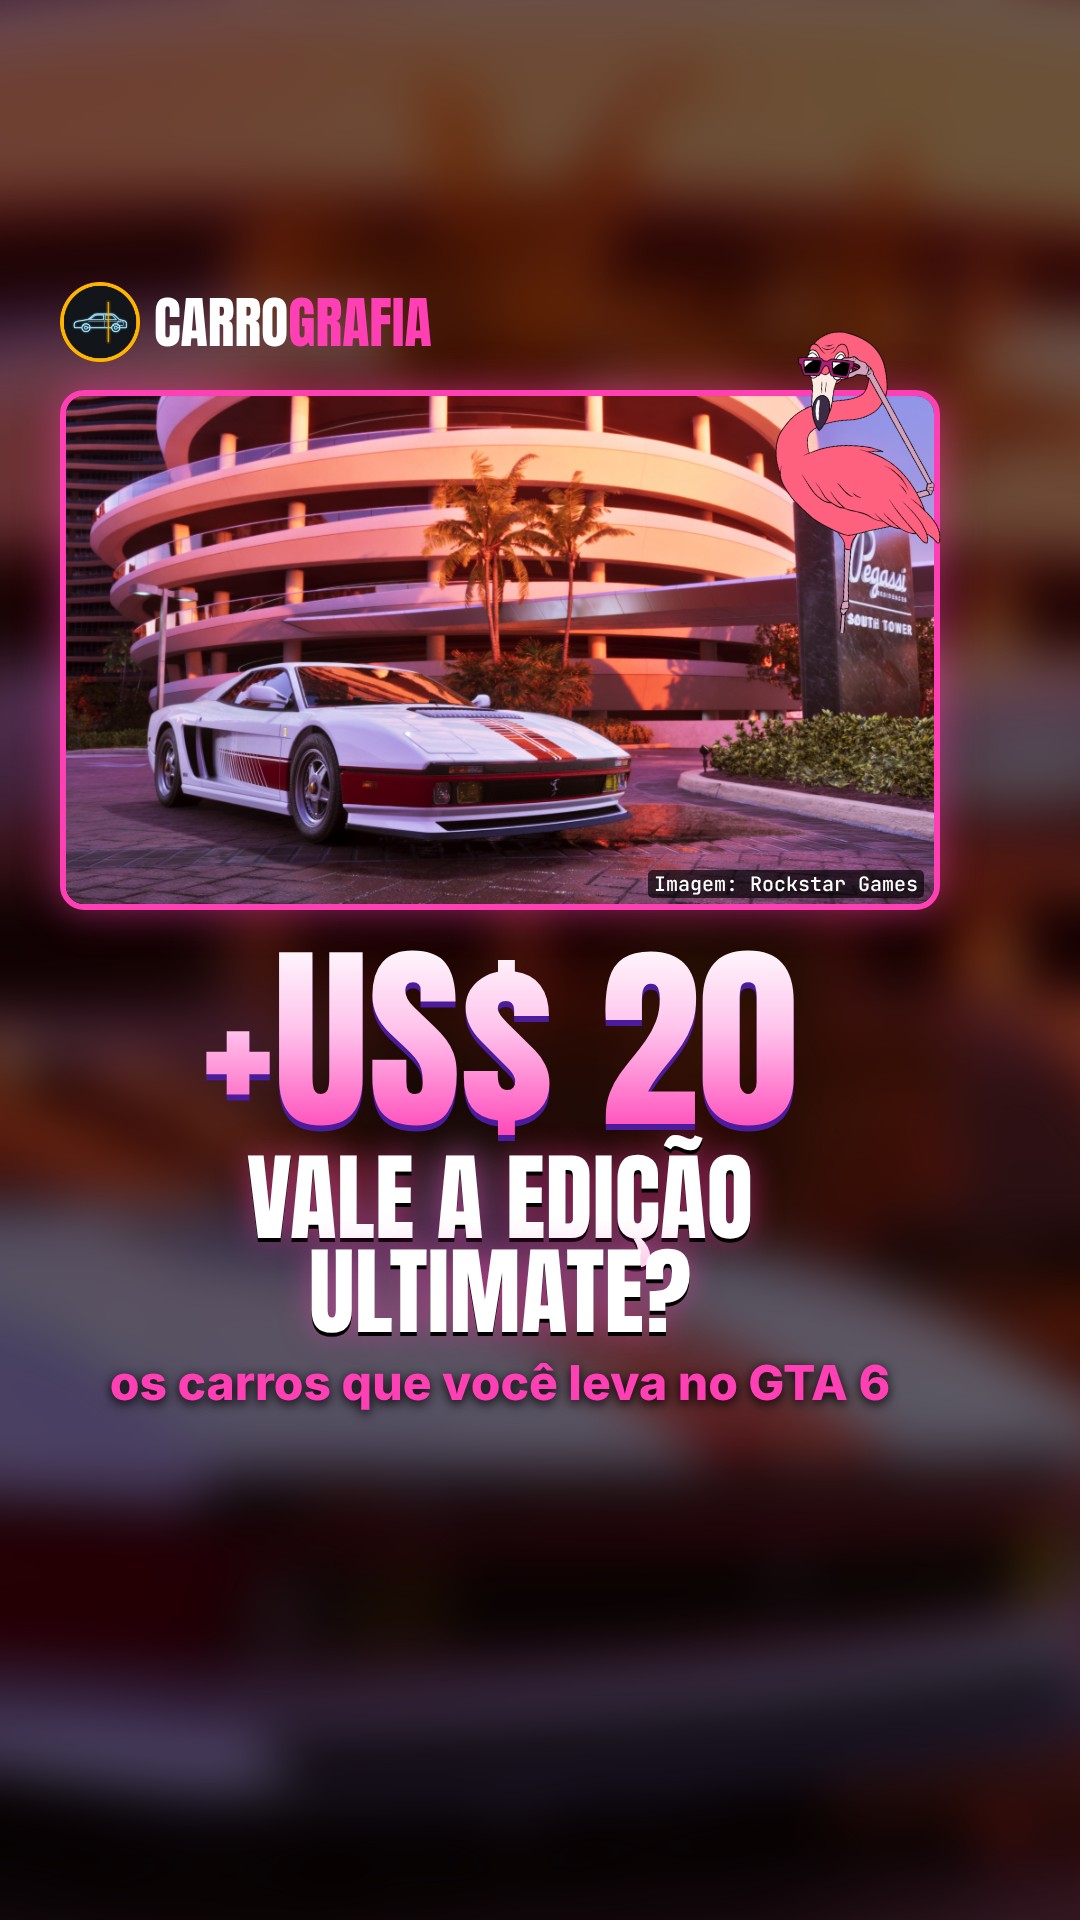 CARROGRAFIA
Pegassi
SOUTH TOWER
Imagem: Rockstar Games
+US$ 20
VALE A EDIÇÃO
ULTIMATE?
os carros que você leva no GTA 6